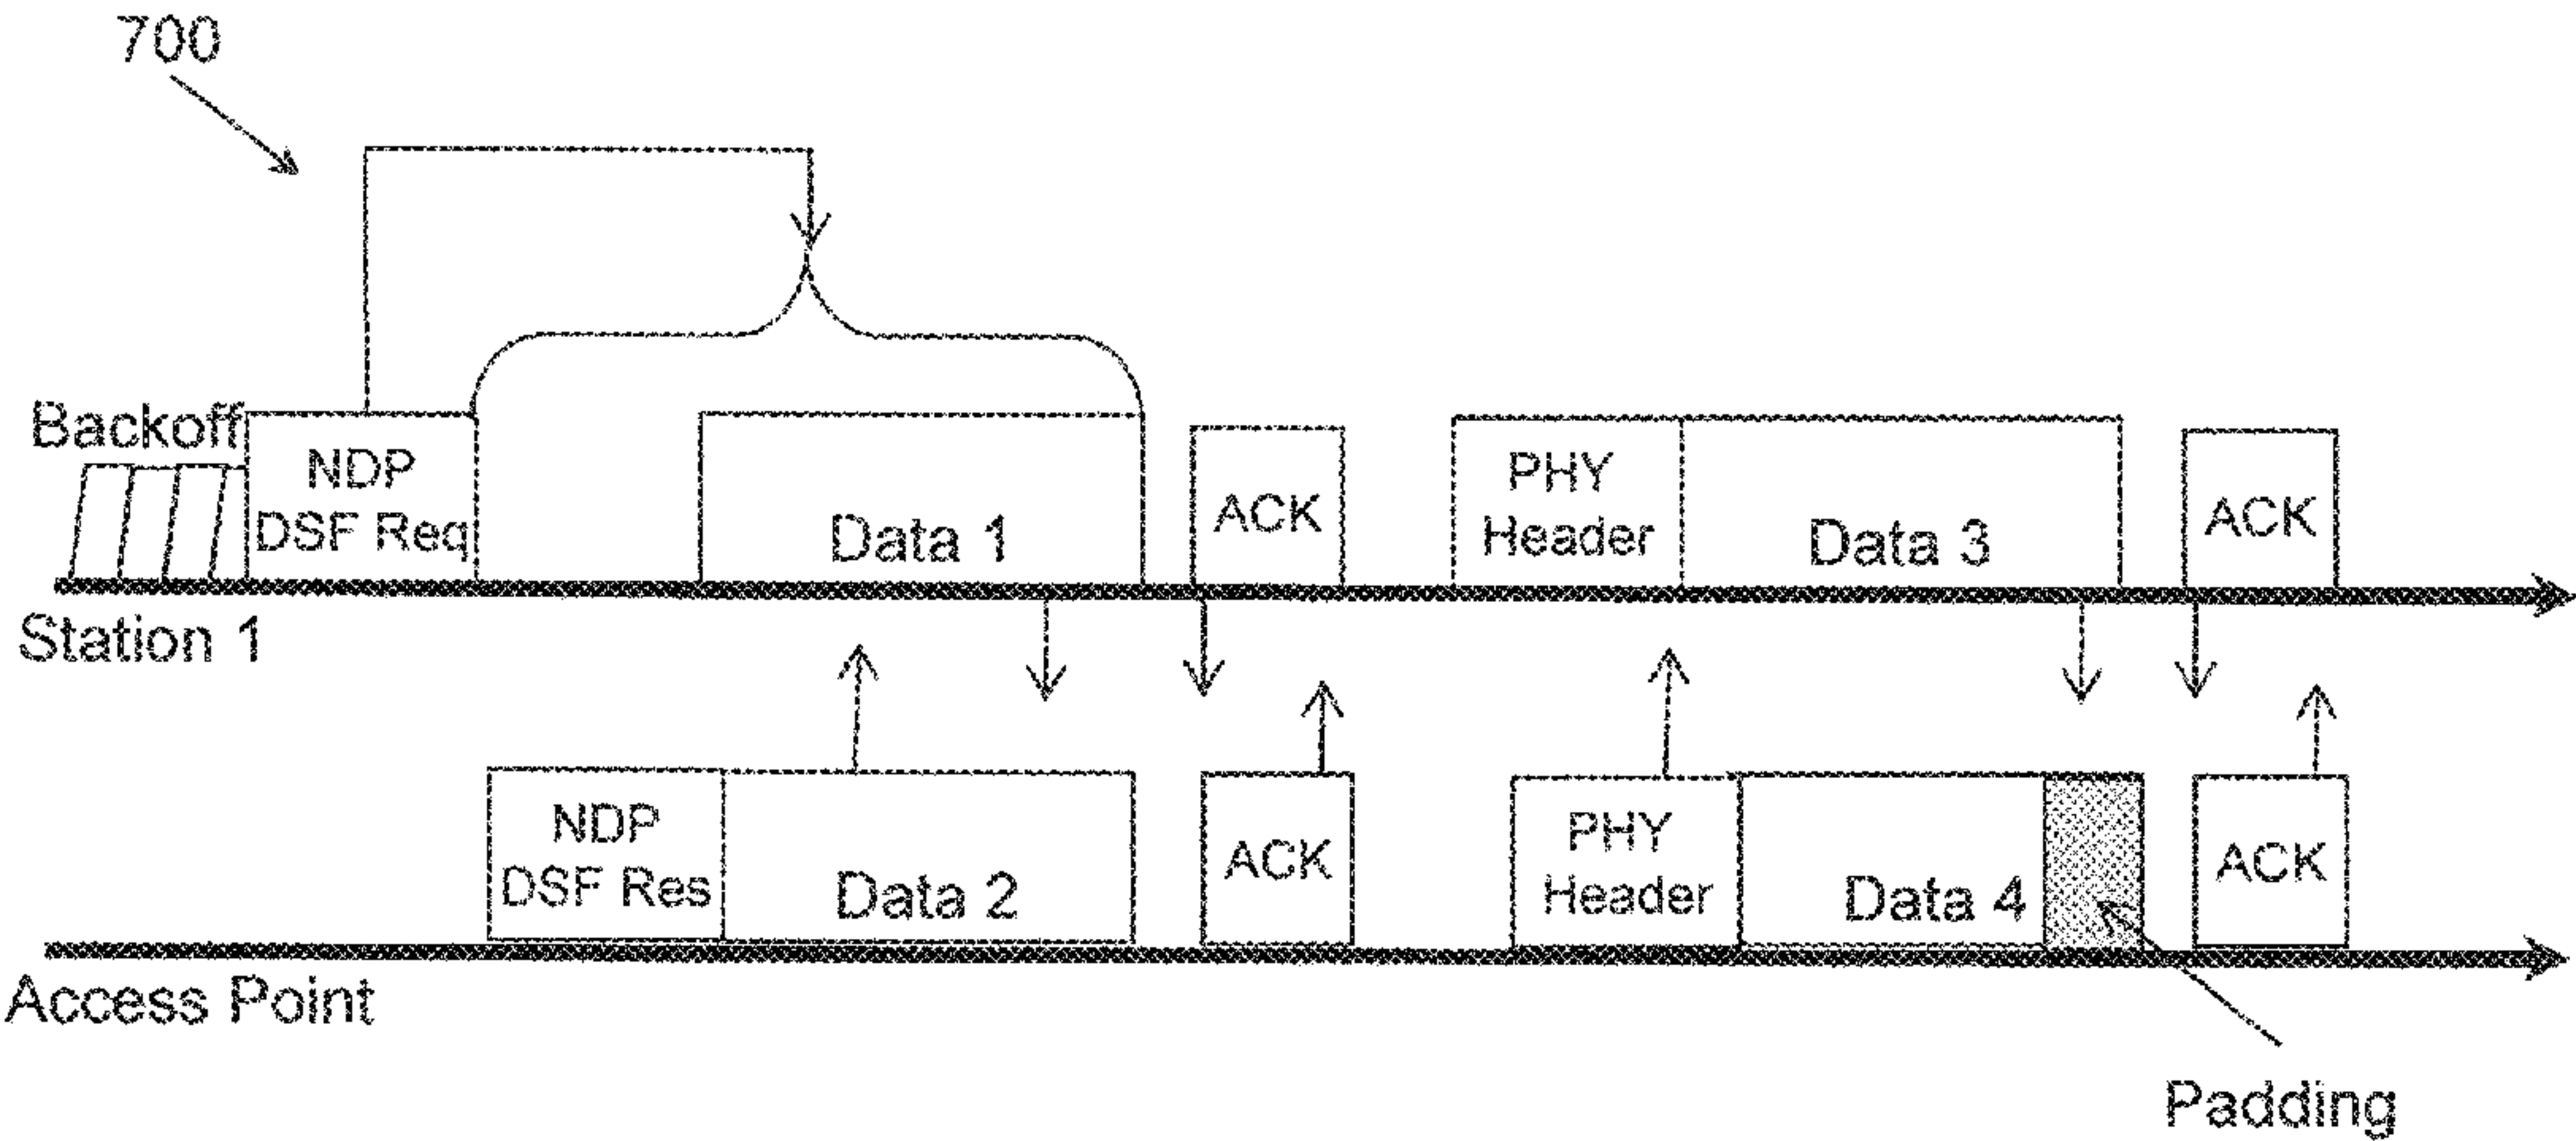 700
Backoff
NDP
DSF Req
Data 1
ACK
PHY
Header
Data 3
ACK
Station 1
NDP
DSF Res
Data 2
ACK
PHY
Header
Data 4
ACK
Access Point
Padding